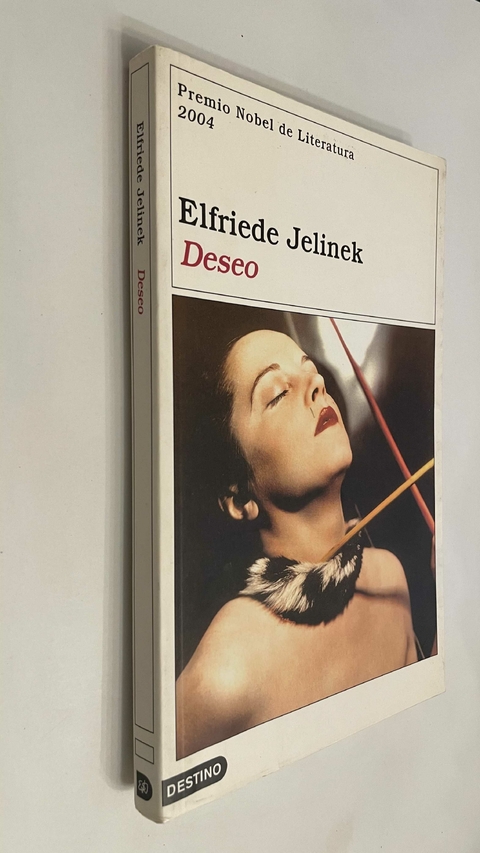 Premio Nobel de Literatura
2004
Elfriede Jelinek
Deseo
DESTINO
Elfriede Jelinek Deseo